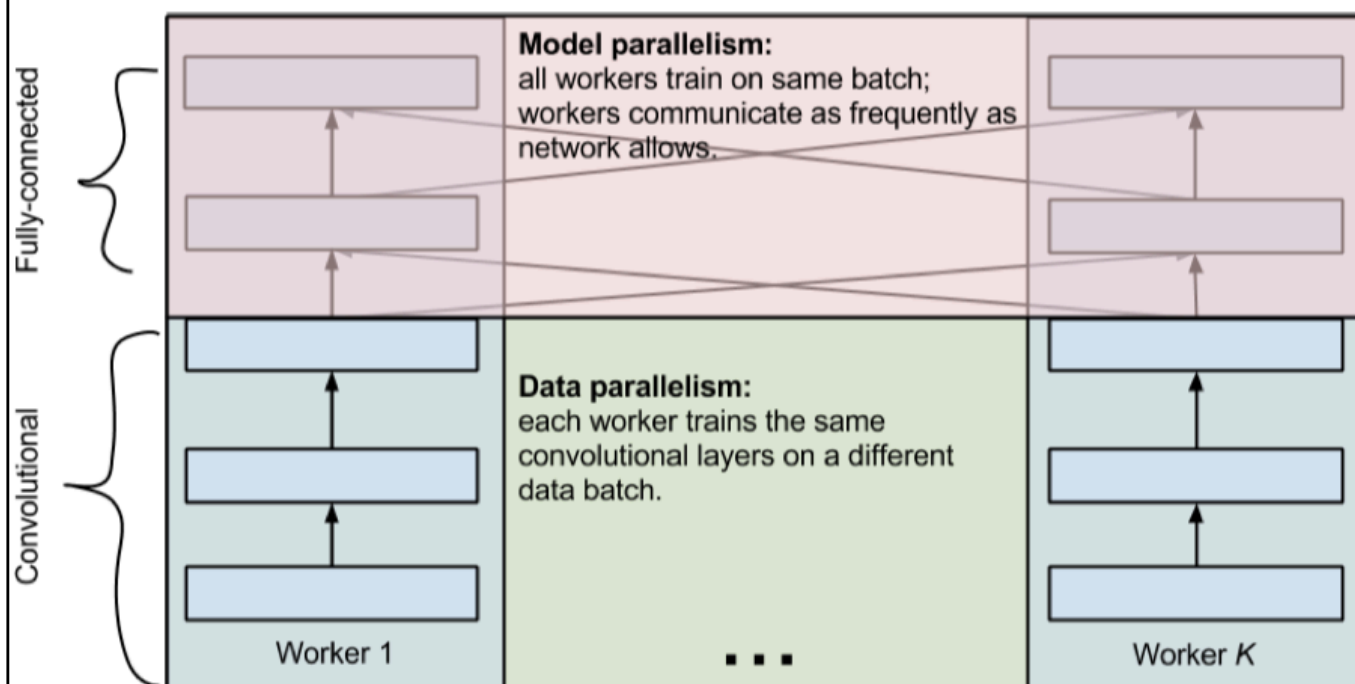 Fully-connected
Model parallelism:
all workers train on same batch;
workers communicate as frequently as
network allows.
Convolutional
Data parallelism:
each worker trains the same
convolutional layers on a different
data batch.
Worker 1
...
Worker K